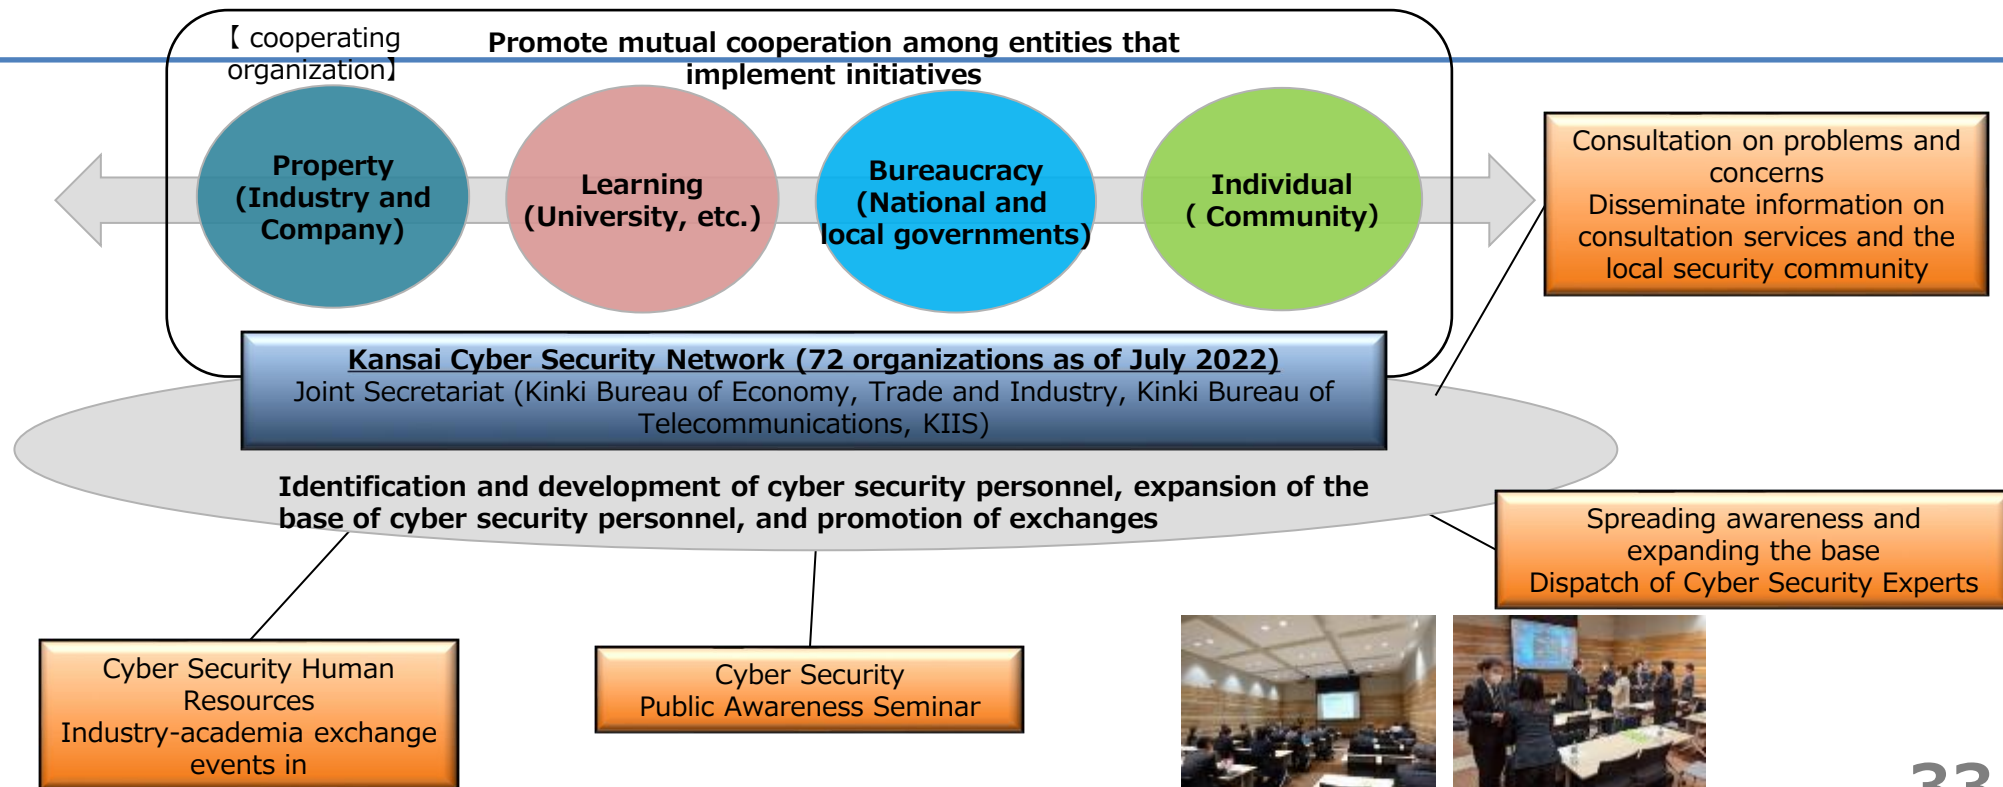 【 cooperating
organization】
Promote mutual cooperation among entities that
implement initiatives
Property
(Industry and
Company)
Learning
(University, etc.)
Bureaucracy
(National and
local governments)
Individual
( Community)
Consultation on problems and
concerns
Disseminate information on
consultation services and the
local security community
Kansai Cyber Security Network (72 organizations as of July 2022)
Joint Secretariat (Kinki Bureau of Economy, Trade and Industry, Kinki Bureau of
Telecommunications, KIIS)
Identification and development of cyber security personnel, expansion of the
base of cyber security personnel, and promotion of exchanges
Spreading awareness and
expanding the base
Dispatch of Cyber Security Experts
Cyber Security Human
Resources
Industry-academia exchange
events in
Cyber Security
Public Awareness Seminar
33